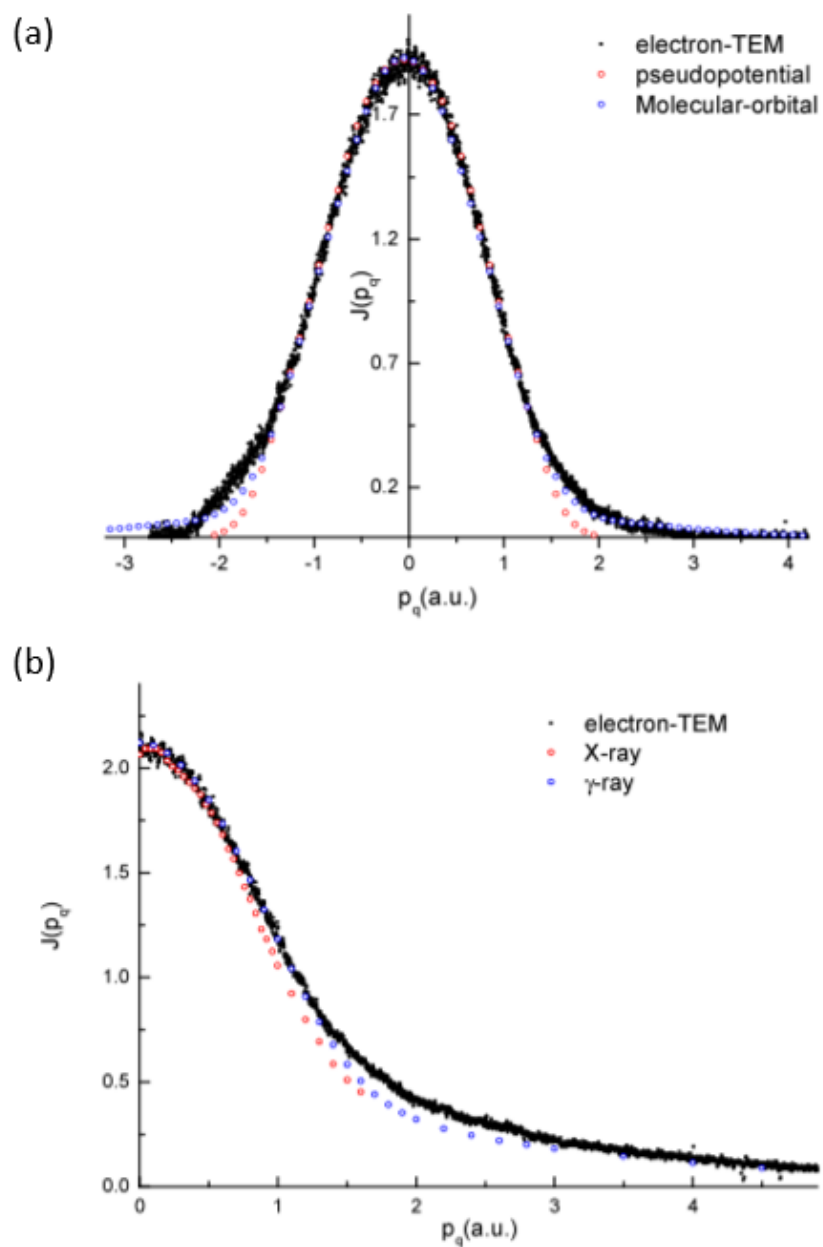 (a)
electron-TEM
pseudopotential
Molecular-orbital
1.7
1.2
J(p_q)
0.7
0.2
-3 -2 -1 0 1 2 3 4
p_q(a.u.)
(b)
electron-TEM
X-ray
γ-ray
2.0
1.5
J(p_q)
1.0
0.5
0.0
0 1 2 3 4
p_q(a.u.)